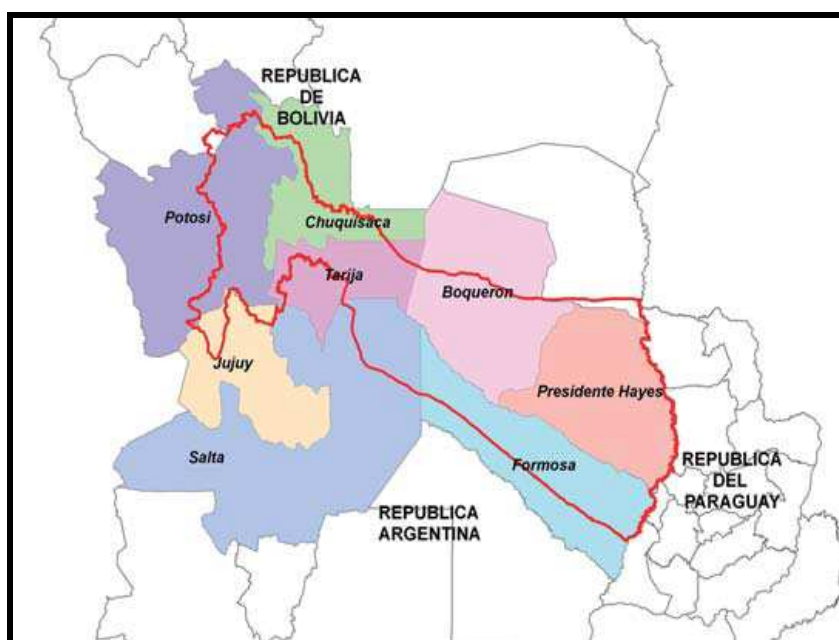 REPUBLICA
DE
BOLIVIA
Potosi
Chuquisaca
Tarija
Boqueron
Jujuy
Presidente Hayes
Salta
Formosa
REPUBLICA
DEL
PARAGUAY
REPUBLICA
ARGENTINA